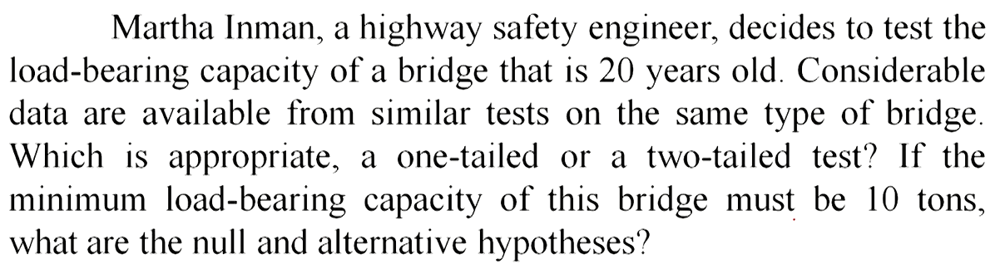 Martha Inman, a highway safety engineer, decides to test the
load-bearing capacity of a bridge that is 20 years old. Considerable
data are available from similar tests on the same type of bridge.
Which is appropriate, a one-tailed or a two-tailed test? If the
minimum load-bearing capacity of this bridge must be 10 tons,
what are the null and alternative hypotheses?